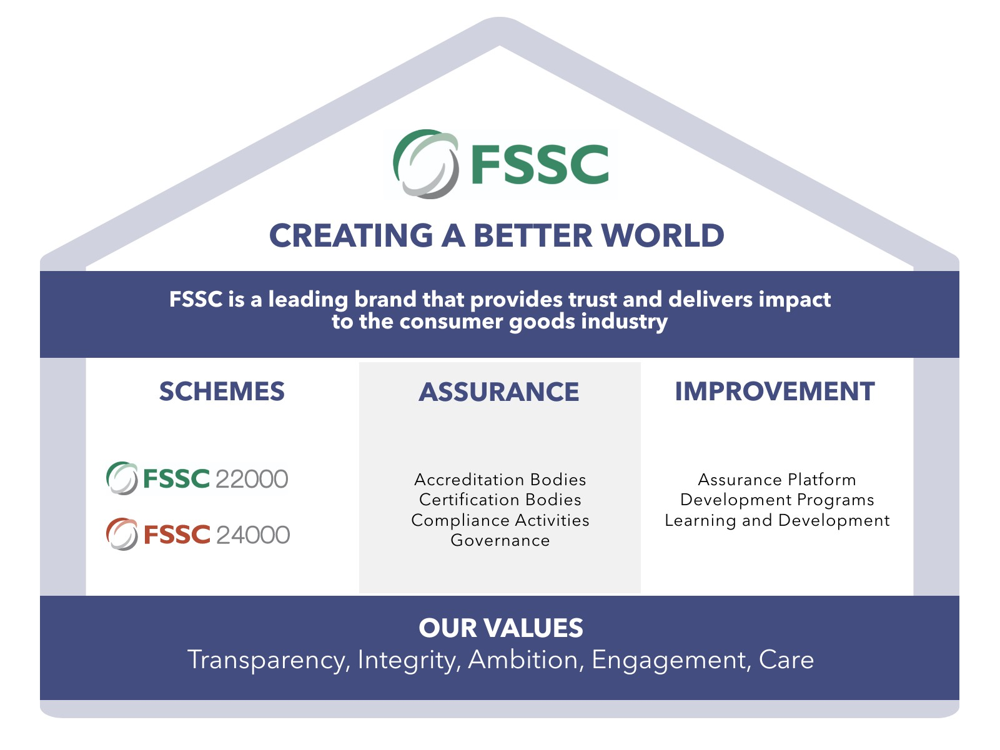 FSSC
CREATING A BETTER WORLD
FSSC is a leading brand that provides trust and delivers impact
to the consumer goods industry
SCHEMES
FSSC 22000
FSSC 24000
ASSURANCE
Accreditation Bodies
Certification Bodies
Compliance Activities
Governance
IMPROVEMENT
Assurance Platform
Development Programs
Learning and Development
OUR VALUES
Transparency, Integrity, Ambition, Engagement, Care